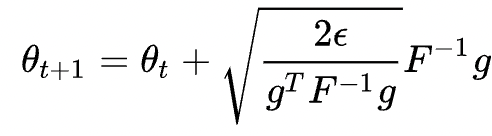 θ_{t+1} = θ_t + \sqrt{\frac{2ϵ}{g^T F^{-1} g}} F^{-1} g